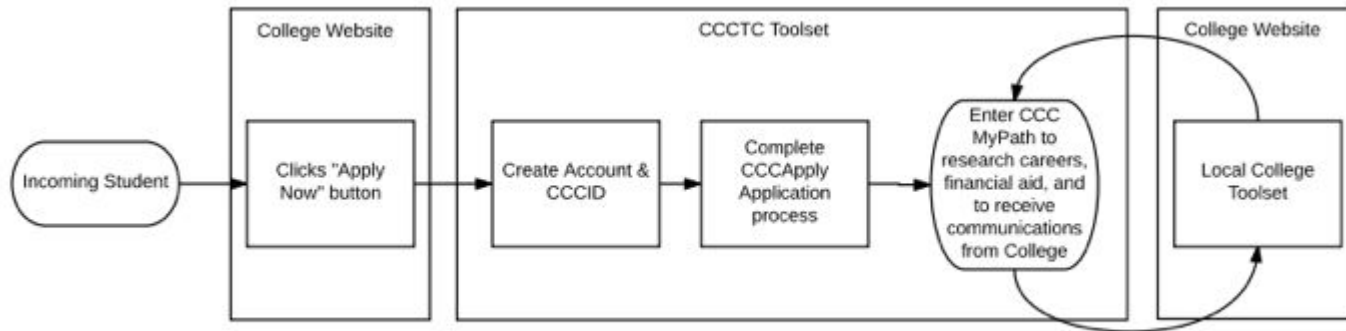 College Website
CCCTC Toolset
College Website
Incoming Student
Clicks "Apply
Now" button
Create Account &
CCCID
Complete
CCCApply
Application
process
Enter CCC
MyPath to
research careers,
financial aid, and
to receive
communications
from College
Local College
Toolset